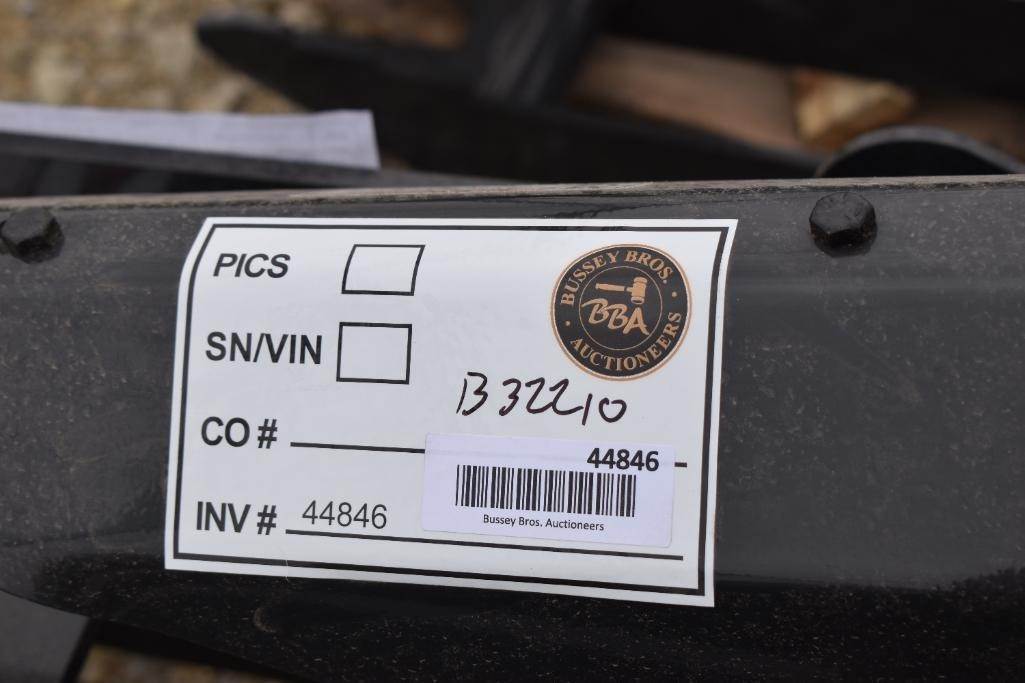 PICS
BUSSEY BROS.
BBA
AUCTIONEERS
SN/VIN
B32210
CO #
44846
Bussey Bros. Auctioneers
INV # 44846